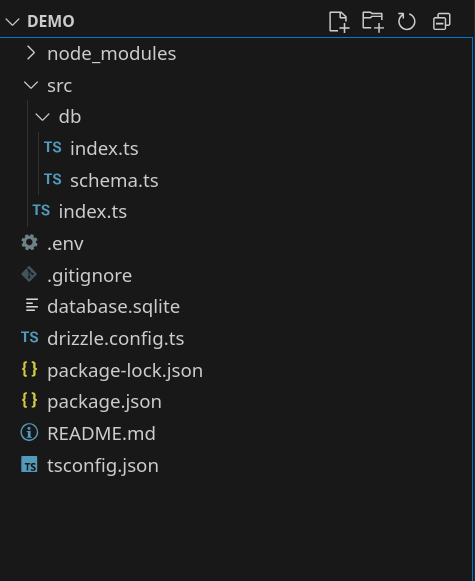 DEMO
node_modules
src
db
TS index.ts
TS schema.ts
TS index.ts
.env
.gitignore
database.sqlite
TS drizzle.config.ts
{} package-lock.json
{} package.json
README.md
TS tsconfig.json